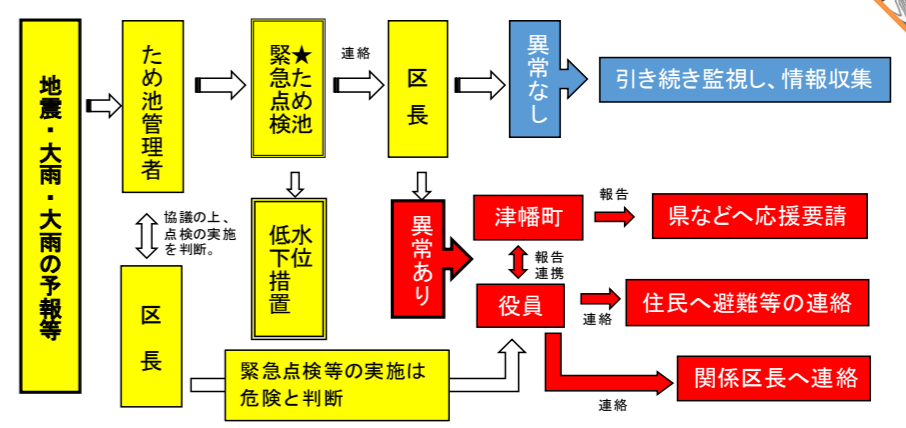 地震・大雨・大雨の予報等
ため池管理者
★ため池
緊急点検
連絡
区長
異常なし
引き続き監視し、情報収集
協議の上、
点検の実施
を判断。
区長
水位
低下措置
異常あり
津幡町
報告
県などへ応援要請
報告
連携
役員
連絡
住民へ避難等の連絡
緊急点検等の実施は
危険と判断
連絡
関係区長へ連絡